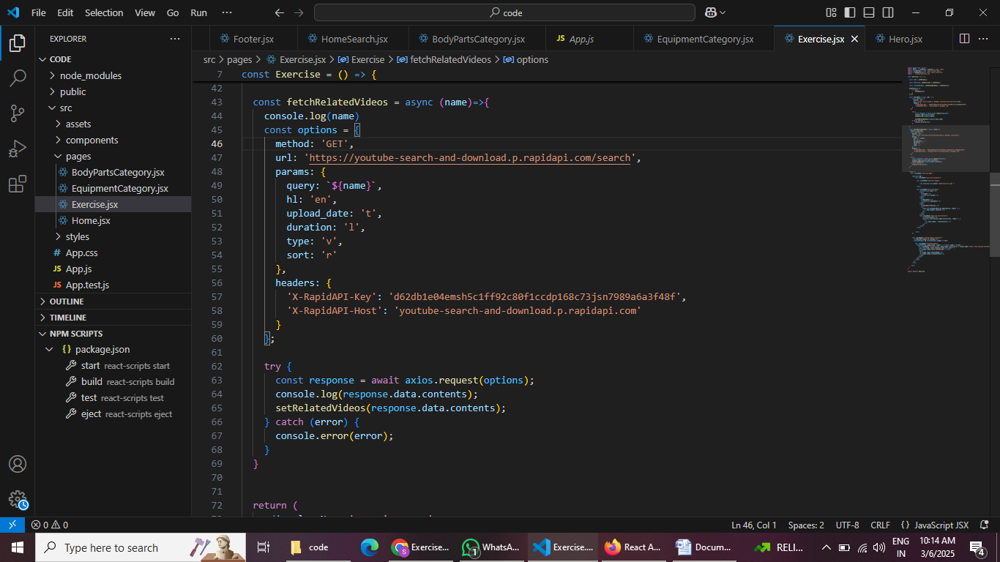 File Edit Selection View Go Run ··· code
EXPLORER ···
Footer.jsx HomeSearch.jsx BodyPartsCategory.jsx JS App.js EquipmentCategory.jsx Exercise.jsx Hero.jsx ···
src > pages > Exercise.jsx > Exercise > fetchRelatedVideos > options
CODE
node_modules
public
src
assets
components
pages
BodyPartsCategory.jsx
EquipmentCategory.jsx
Exercise.jsx
Home.jsx
styles
# App.css
JS App.js
JS App.test.js
OUTLINE
TIMELINE
NPM SCRIPTS
{} package.json
start react-scripts start
build react-scripts build
test react-scripts test
eject react-scripts eject
7 const Exercise = () => {
42
43 const fetchRelatedVideos = async (name)=>{
44 console.log(name)
45 const options = {
46 method: 'GET',
47 url: 'https://youtube-search-and-download.p.rapidapi.com/search',
48 params: {
49 query: `${name}`,
50 hl: 'en',
51 upload_date: 't',
52 duration: 'l',
53 type: 'v',
54 sort: 'r'
55 },
56 headers: {
57 'X-RapidAPI-Key': 'd62db1e04emsh5c1ff92c80f1ccdp168c73jsn7989a6a3f48f',
58 'X-RapidAPI-Host': 'youtube-search-and-download.p.rapidapi.com'
59 }
60 };
61
62 try {
63 const response = await axios.request(options);
64 console.log(response.data.contents);
65 setRelatedVideos(response.data.contents);
66 } catch (error) {
67 console.error(error);
68 }
69 }
70
71
72 return (
0 0 Ln 46, Col 1 Spaces: 2 UTF-8 CRLF {} JavaScript JSX
Type here to search code Exercise... WhatsA... 1 Exercise.... React A... Docum... RELI... ENG IN 10:14 AM 3/6/2025 4